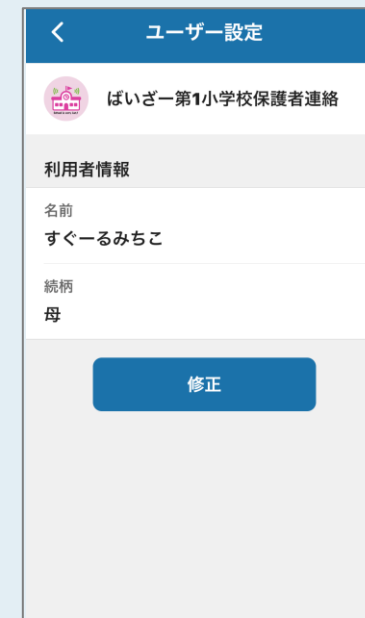 ユーザー設定
ばいざー第1小学校保護者連絡
利用者情報
名前
すぐーるみちこ
続柄
母
修正